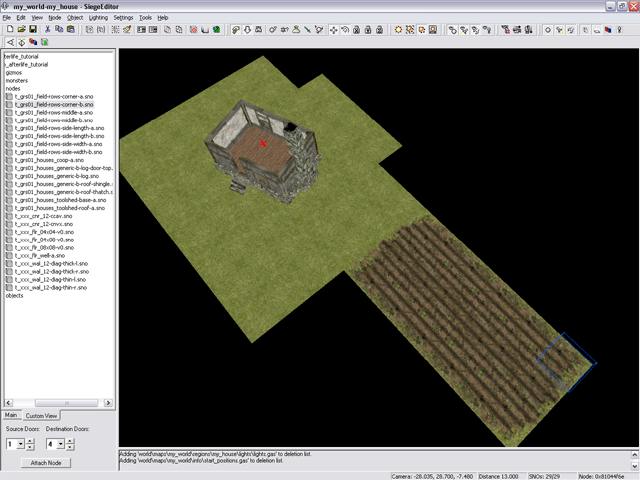 my_world-my_house - SiegeEditor
File Edit View Node Object Lighting Settings Tools Help
terlife_tutorial
_afterlife_tutorial
gizmos
monsters
nodes
t_grs01_field-rows-corner-a.sno
t_grs01_field-rows-corner-b.sno
t_grs01_field-rows-middle-a.sno
t_grs01_field-rows-middle-b.sno
t_grs01_field-rows-side-length-a.sno
t_grs01_field-rows-side-length-b.sno
t_grs01_field-rows-side-width-a.sno
t_grs01_field-rows-side-width-b.sno
t_grs01_houses_coop-a.sno
t_grs01_houses_generic-b-log-door-top.
t_grs01_houses_generic-b-log.sno
t_grs01_houses_generic-b-roof-shingle.
t_grs01_houses_generic-b-roof-thatch.s
t_grs01_houses_toolshed-base-a.sno
t_grs01_houses_toolshed-roof-a.sno
t_xxx_cnr_12-ccav.sno
t_xxx_cnr_12-cnvx.sno
t_xxx_flr_04x04-v0.sno
t_xxx_flr_04x08-v0.sno
t_xxx_flr_08x08-v0.sno
t_xxx_flr_well-a.sno
t_xxx_wal_12-diag-thick-l.sno
t_xxx_wal_12-diag-thick-r.sno
t_xxx_wal_12-diag-thin-l.sno
t_xxx_wal_12-diag-thin-r.sno
objects
Main Custom View
Source Doors: Destination Doors:
1 4
Attach Node
Adding 'world\maps\my_world\regions\my_house\lights\lights.gas' to deletion list.
Adding 'world\maps\my_world\info\start_positions.gas' to deletion list.
Camera: -28.035, 28.700, -7.480 Distance 13.000 SNOs: 29/29 Node: 0x81044f6e